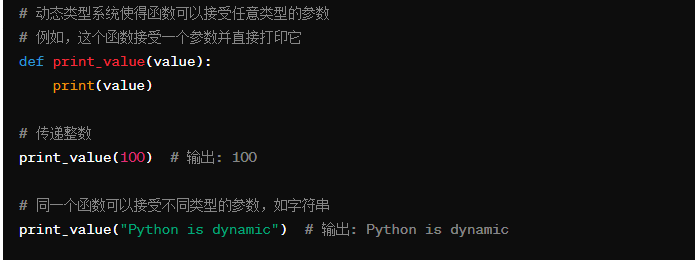 # 动态类型系统使得函数可以接受任意类型的参数
# 例如，这个函数接受一个参数并直接打印它
def print_value(value):
    print(value)
# 传递整数
print_value(100)  # 输出: 100
# 同一个函数可以接受不同类型的参数，如字符串
print_value("Python is dynamic")  # 输出: Python is dynamic